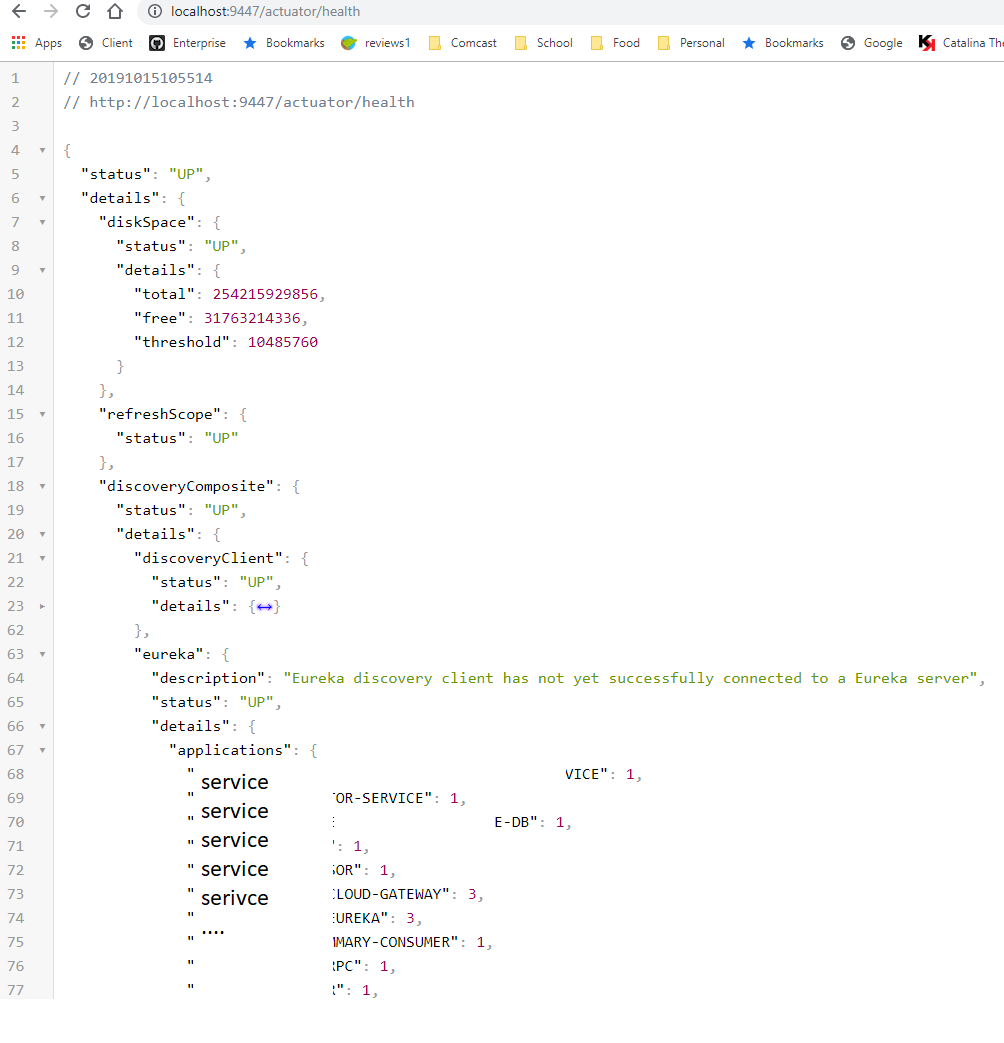 localhost:9447/actuator/health
Apps Client Enterprise Bookmarks reviews1 Comcast School Food Personal Bookmarks Google Catalina The
1 // 20191015105514
2 // http://localhost:9447/actuator/health
3
4 {
5 "status": "UP",
6 "details": {
7 "diskSpace": {
8 "status": "UP",
9 "details": {
10 "total": 254215929856,
11 "free": 31763214336,
12 "threshold": 10485760
13 }
14 },
15 "refreshScope": {
16 "status": "UP"
17 },
18 "discoveryComposite": {
19 "status": "UP",
20 "details": {
21 "discoveryClient": {
22 "status": "UP",
23 "details": {↔}
62 },
63 "eureka": {
64 "description": "Eureka discovery client has not yet successfully connected to a Eureka server",
65 "status": "UP",
66 "details": {
67 "applications": {
68 " service VICE": 1,
69 " service TOR-SERVICE": 1,
70 " service E-DB": 1,
71 " service ": 1,
72 " serivce SOR": 1,
73 " CLOUD-GATEWAY": 3,
74 " .... EUREKA": 3,
75 " MMARY-CONSUMER": 1,
76 " RPC": 1,
77 " R": 1,